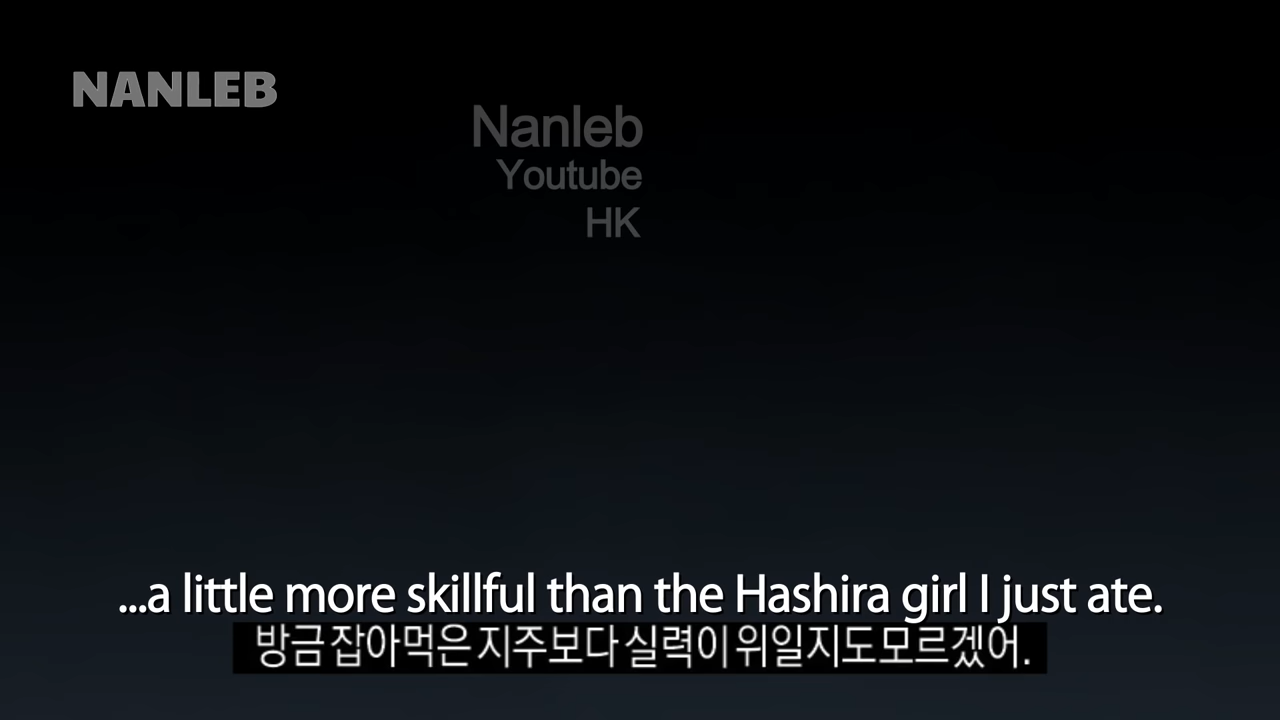 NANLEB
Nanleb
Youtube
HK
...a little more skillful than the Hashira girl I just ate.
방금 잡아먹은 지주보다 실력이 위일지도 모르겠어.